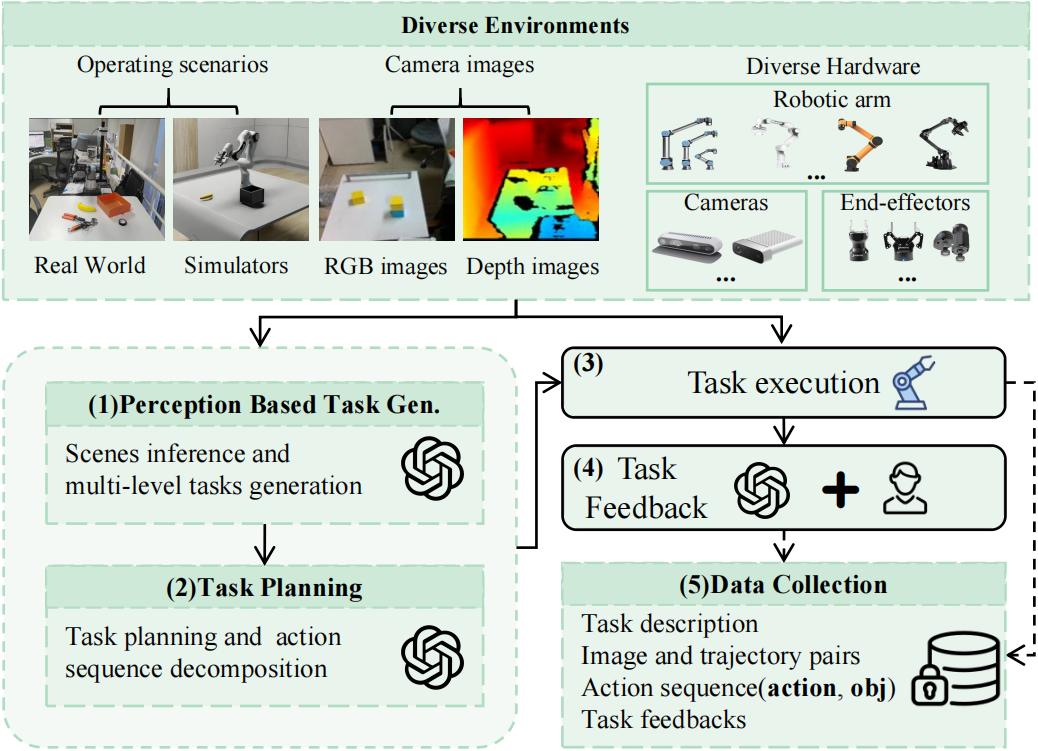 Diverse Environments
Operating scenarios
Camera images
Diverse Hardware
Robotic arm
...
Cameras
...
End-effectors
...
Real World
Simulators
RGB images
Depth images
(1)Perception Based Task Gen.
Scenes inference and
multi-level tasks generation
(2)Task Planning
Task planning and action
sequence decomposition
(3)
Task execution
(4) Task
Feedback
(5)Data Collection
Task description
Image and trajectory pairs
Action sequence(action, obj)
Task feedbacks